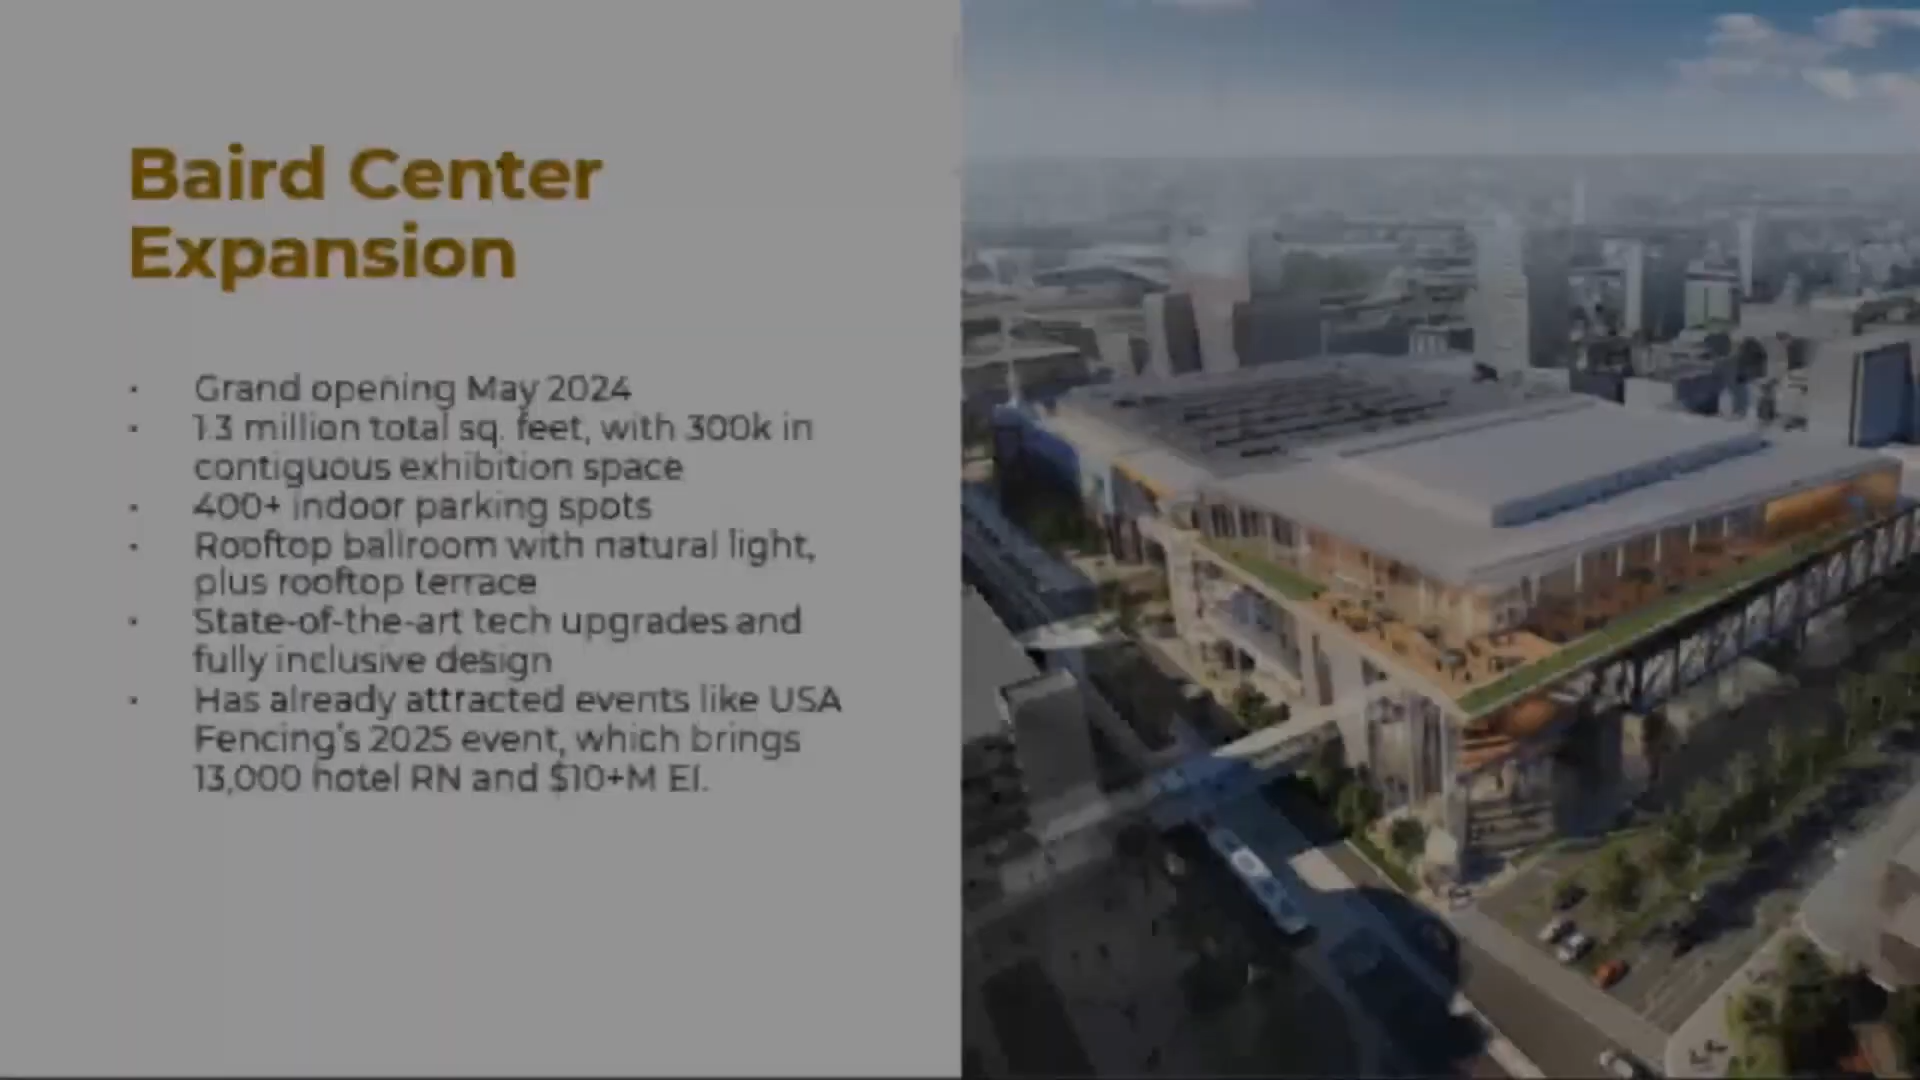 Baird Center
Expansion
· Grand opening May 2024
· 1.3 million total sq. feet, with 300k in
contiguous exhibition space
· 400+ indoor parking spots
· Rooftop ballroom with natural light,
plus rooftop terrace
· State-of-the-art tech upgrades and
fully inclusive design
· Has already attracted events like USA
Fencing's 2025 event, which brings
13,000 hotel RN and $10+M EI.